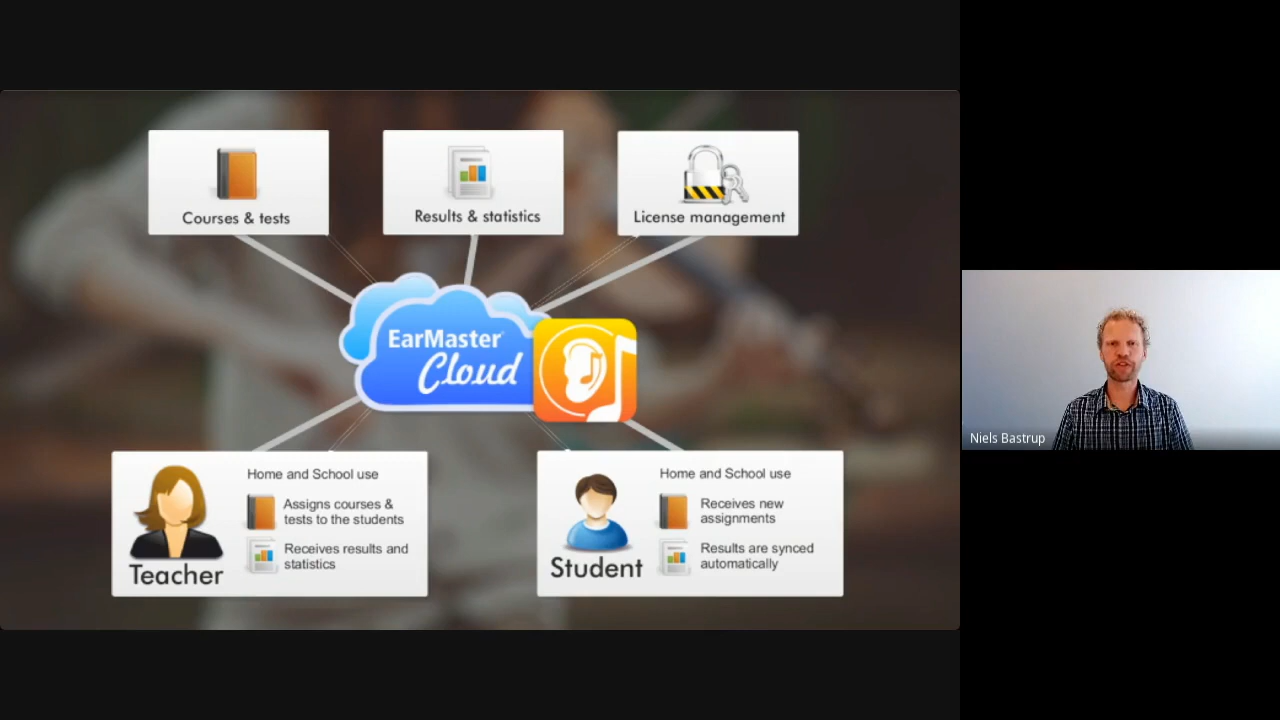 Courses & tests
Results & statistics
License management
EarMaster
Cloud
Home and School use
Assigns courses &
tests to the students
Receives results and
statistics
Teacher
Home and School use
Receives new
assignments
Results are synced
automatically
Student
Niels Bastrup